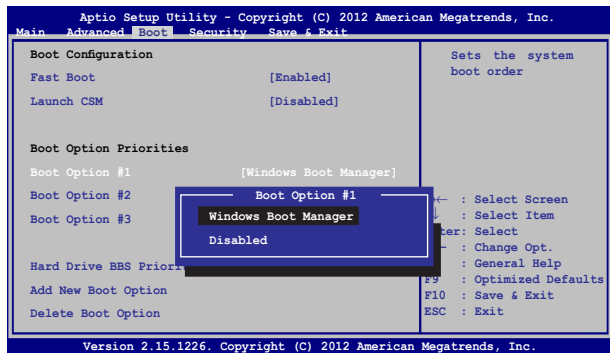 Aptio Setup Utility - Copyright (C) 2012 American Megatrends, Inc.
Main Advanced Boot Security Save & Exit
Boot Configuration
Fast Boot [Enabled]
Launch CSM [Disabled]
Boot Option Priorities
Boot Option #1 [Windows Boot Manager]
Boot Option #2
Boot Option #3
Hard Drive BBS
Add New Boot Option
Delete Boot Option
Boot Option #1
Windows Boot Manager
Disabled
Sets the system
boot order
: Select Screen
: Select Item
: Select
: Change Opt.
: General Help
F9 : Optimized Defaults
F10 : Save & Exit
ESC : Exit
Version 2.15.1226. Copyright (C) 2012 American Megatrends, Inc.